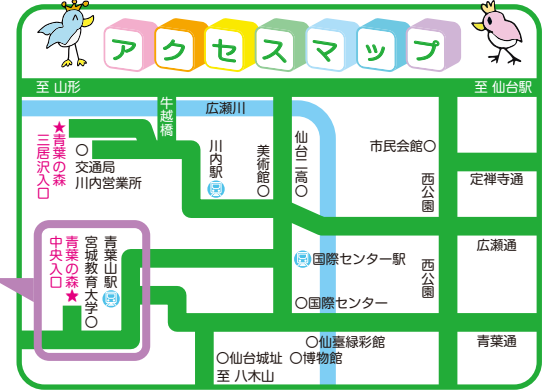 アクセスマップ
至 山形
至 仙台駅
牛越橋
広瀬川
★青葉の森
三居沢入口
交通局
川内営業所
川内駅
美術館
仙台二高
市民会館
西公園
定禅寺通
広瀬通
青葉山駅
宮城教育大学
青葉の森★
中央入口
国際センター駅
西公園
国際センター
仙臺緑彩館
青葉通
仙台城址
博物館
至 八木山